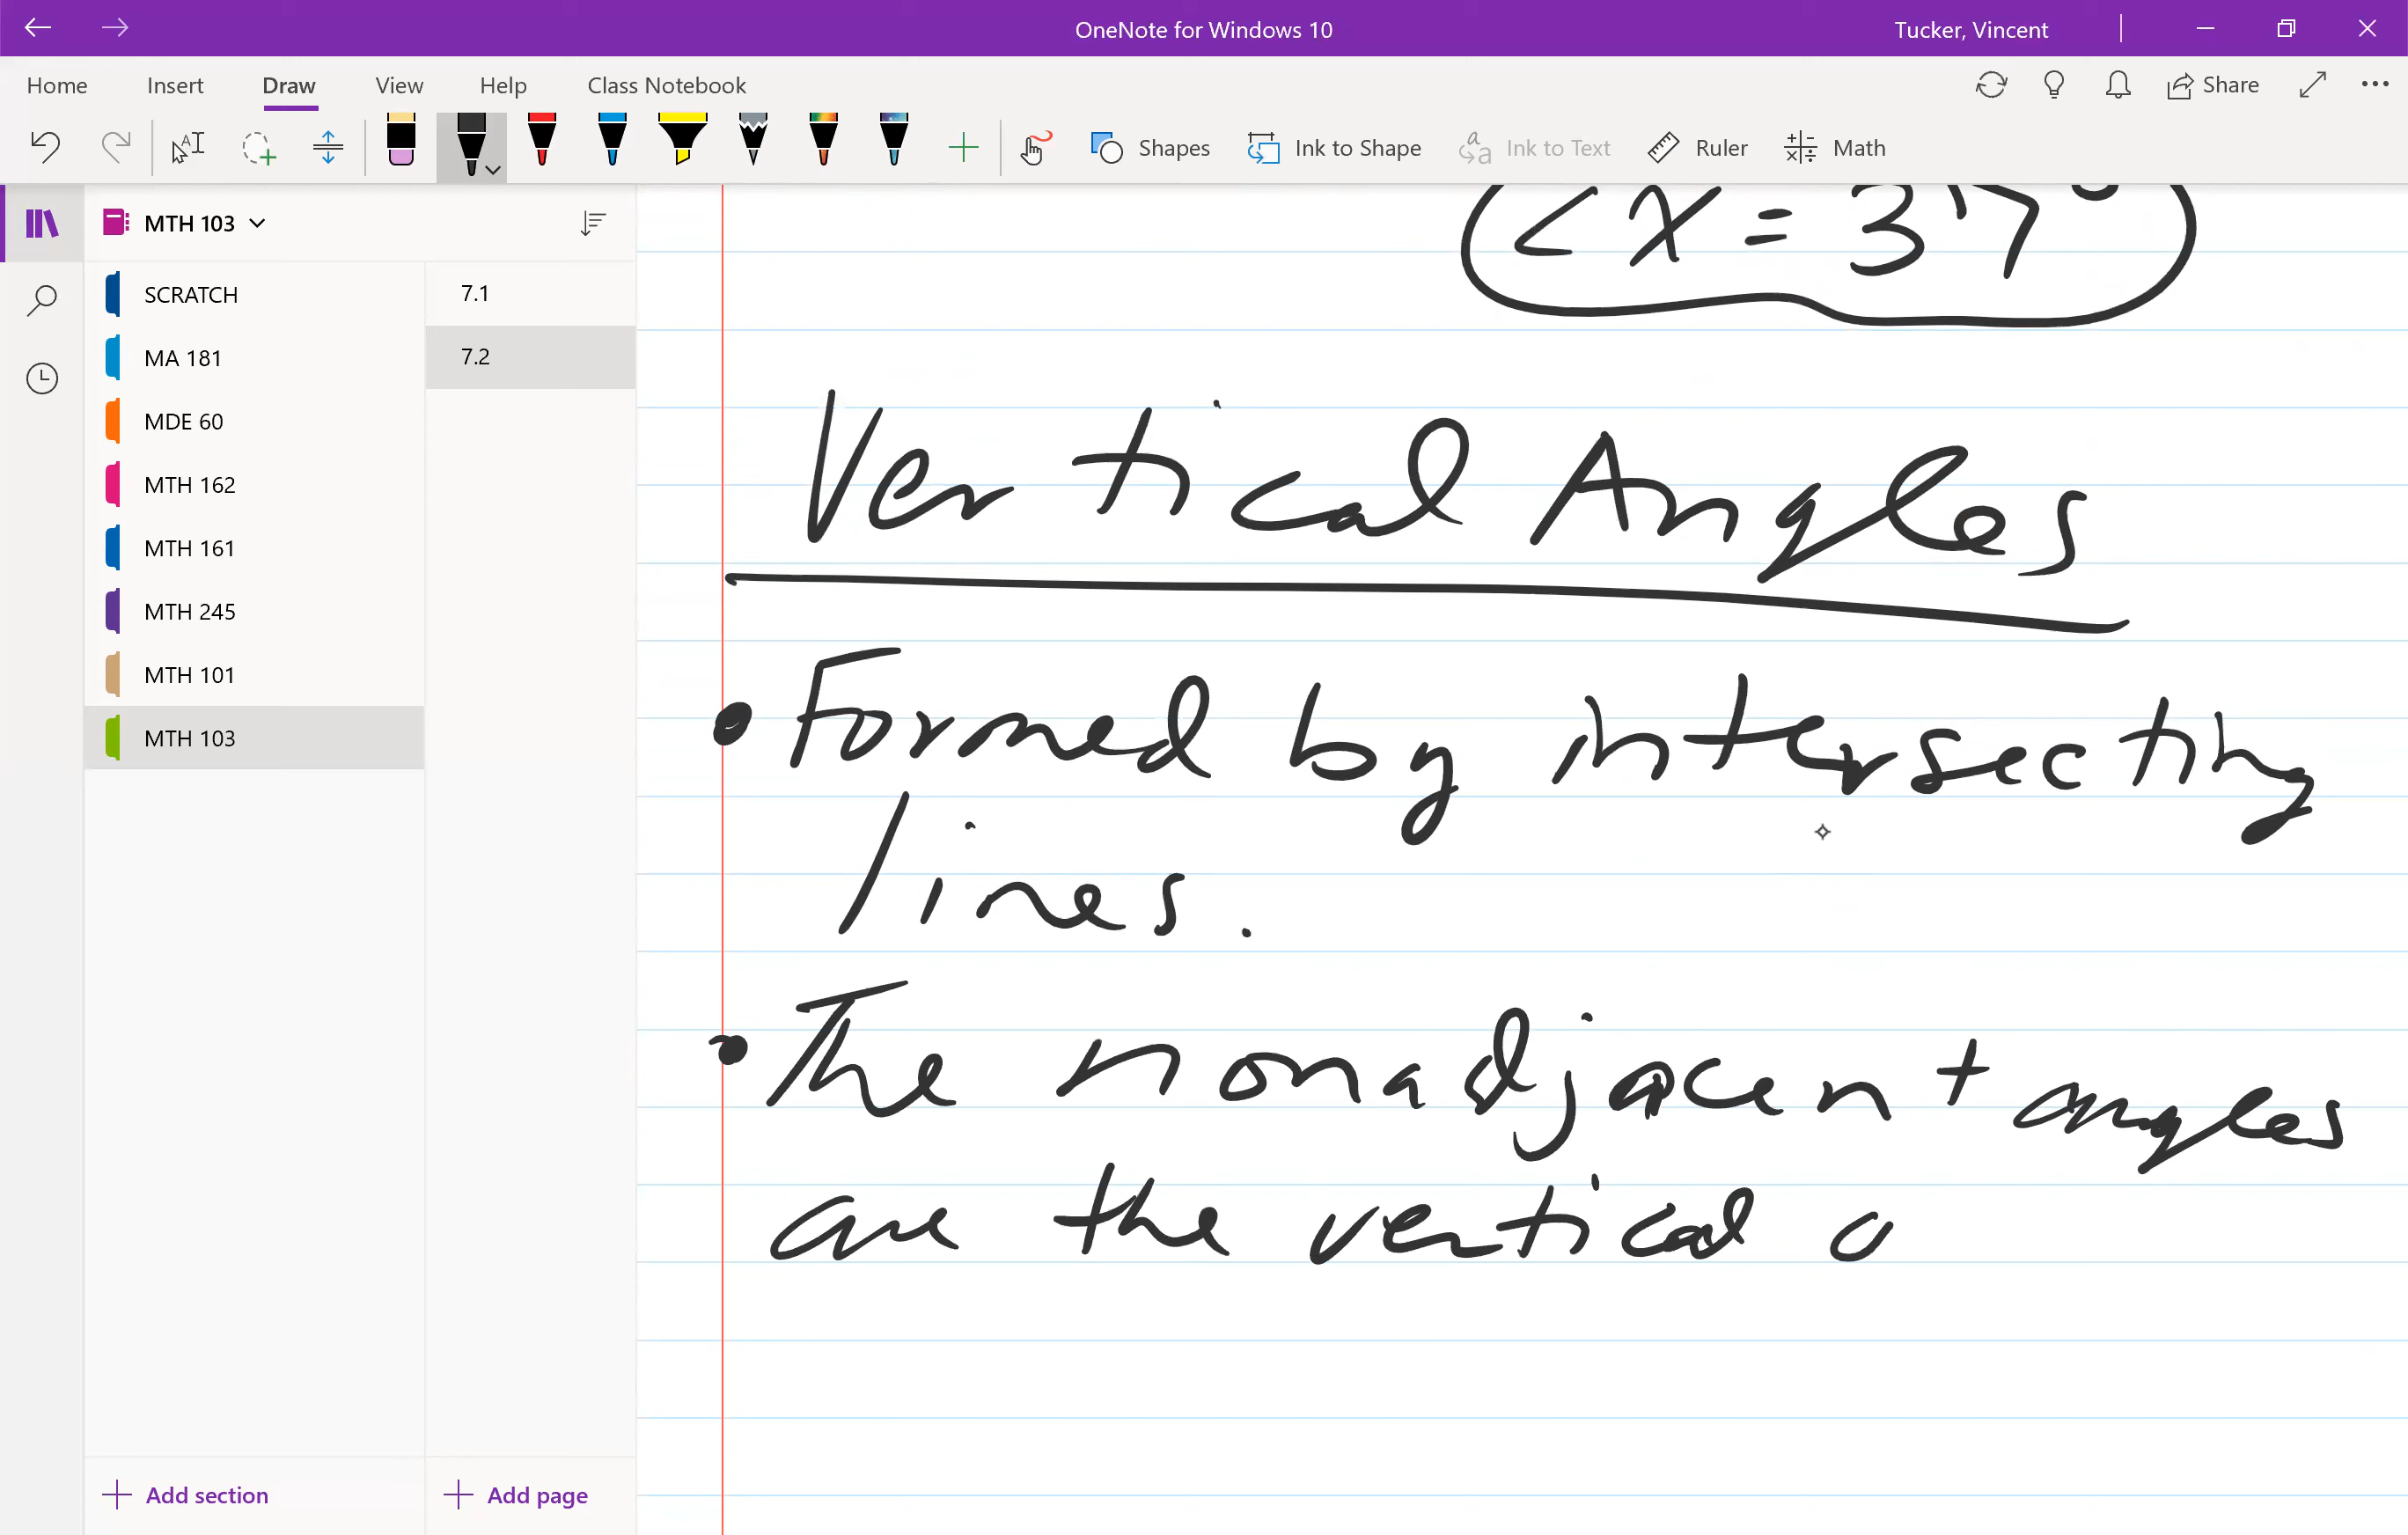 OneNote for Windows 10
Tucker, Vincent
Home Insert Draw View Help Class Notebook
Share
Shapes Ink to Shape Ink to Text Ruler Math
MTH 103
SCRATCH
MA 181
MDE 60
MTH 162
MTH 161
MTH 245
MTH 101
MTH 103
Add section
7.1
7.2
Add page
< x = 37°
Vertical Angles
• Formed by intersecting
lines.
• The nonadjacent angles
are the vertical a